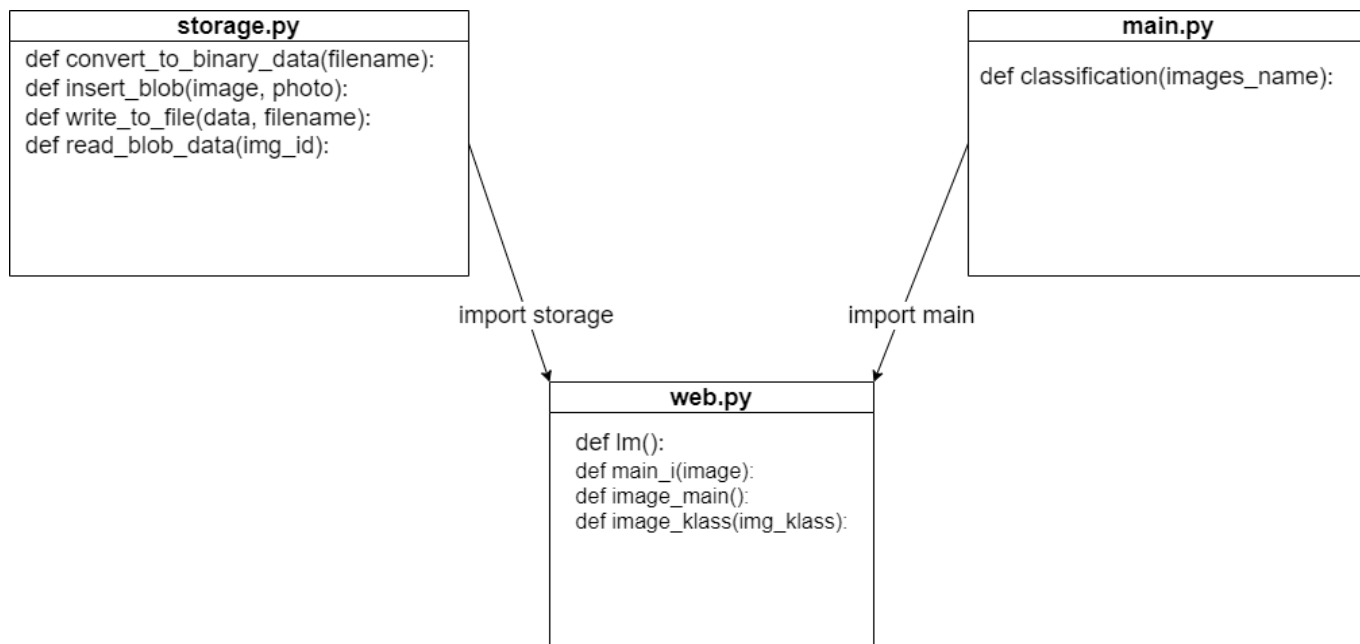 storage.py
def convert_to_binary_data(filename):
def insert_blob(image, photo):
def write_to_file(data, filename):
def read_blob_data(img_id):
main.py
def classification(images_name):
import storage
import main
web.py
def lm():
def main_i(image):
def image_main():
def image_klass(img_klass):